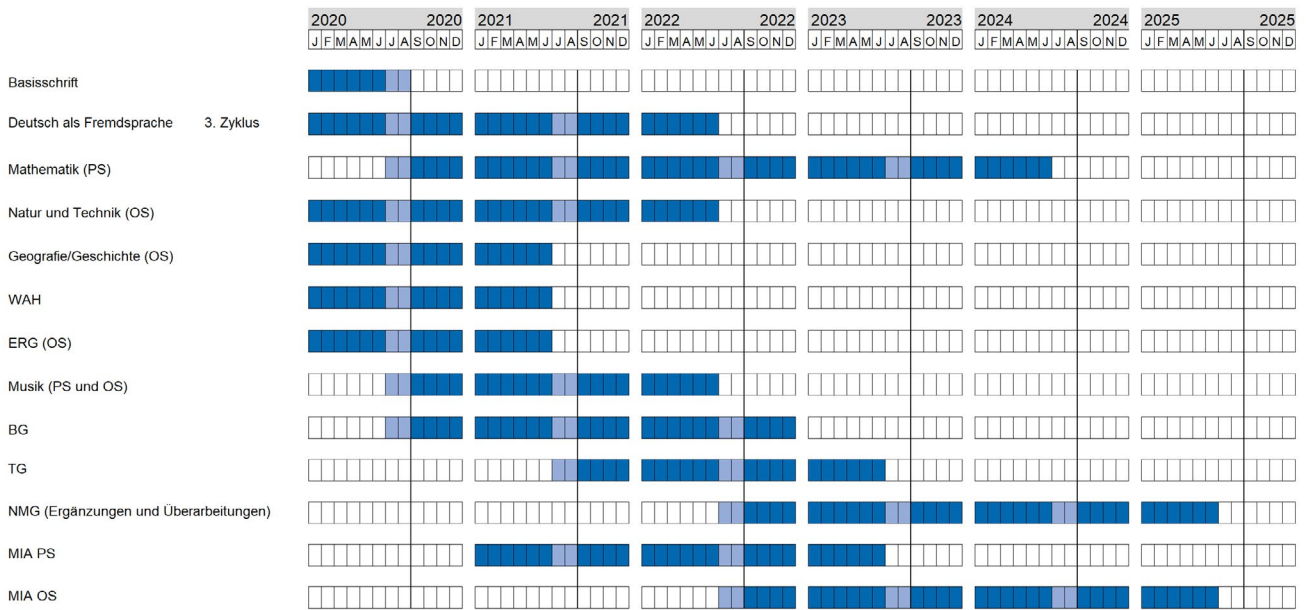 2020 2020 2021 2021 2022 2022 2023 2023 2024 2024 2025 2025
J F M A M J J A S O N D J F M A M J J A S O N D J F M A M J J A S O N D J F M A M J J A S O N D J F M A M J J A S O N D J F M A M J J A S O N D
Basisschrift
Deutsch als Fremdsprache 3. Zyklus
Mathematik (PS)
Natur und Technik (OS)
Geografie/Geschichte (OS)
WAH
ERG (OS)
Musik (PS und OS)
BG
TG
NMG (Ergänzungen und Überarbeitungen)
MIA PS
MIA OS